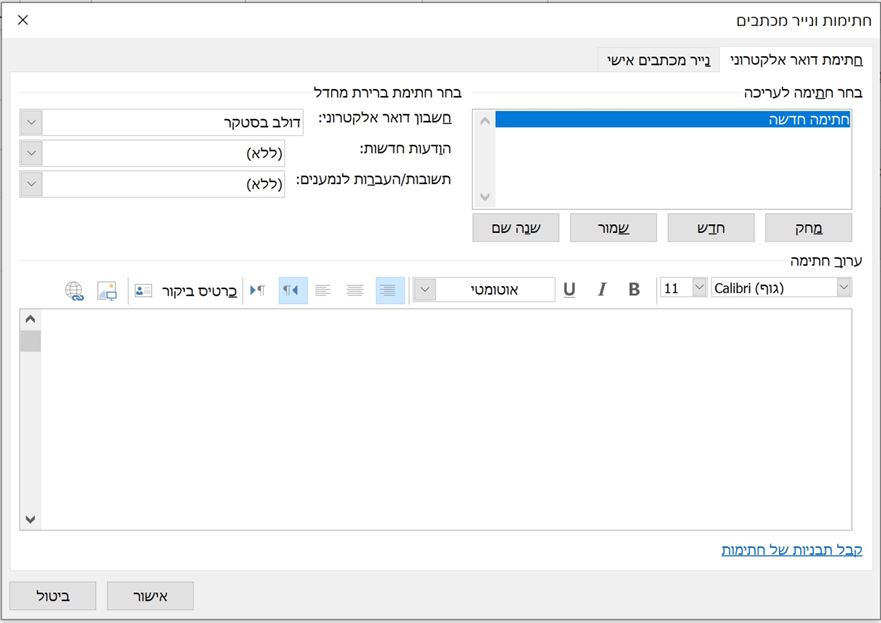 חתימות ונייר מכתבים
חתימת דואר אלקטרוני
נייר מכתבים אישי
בחר חתימה לעריכה
חתימה חדשה
מחק
חדש
שמור
שנה שם
בחר חתימת ברירת מחדל
חשבון דואר אלקטרוני: דולב בסטקר
הודעות חדשות: (ללא)
תשובות/העברות לנמענים: (ללא)
ערוך חתימה
Calibri (גוף) 11 B I U אוטומטי כרטיס ביקור
קבל תבניות של חתימות
אישור
ביטול